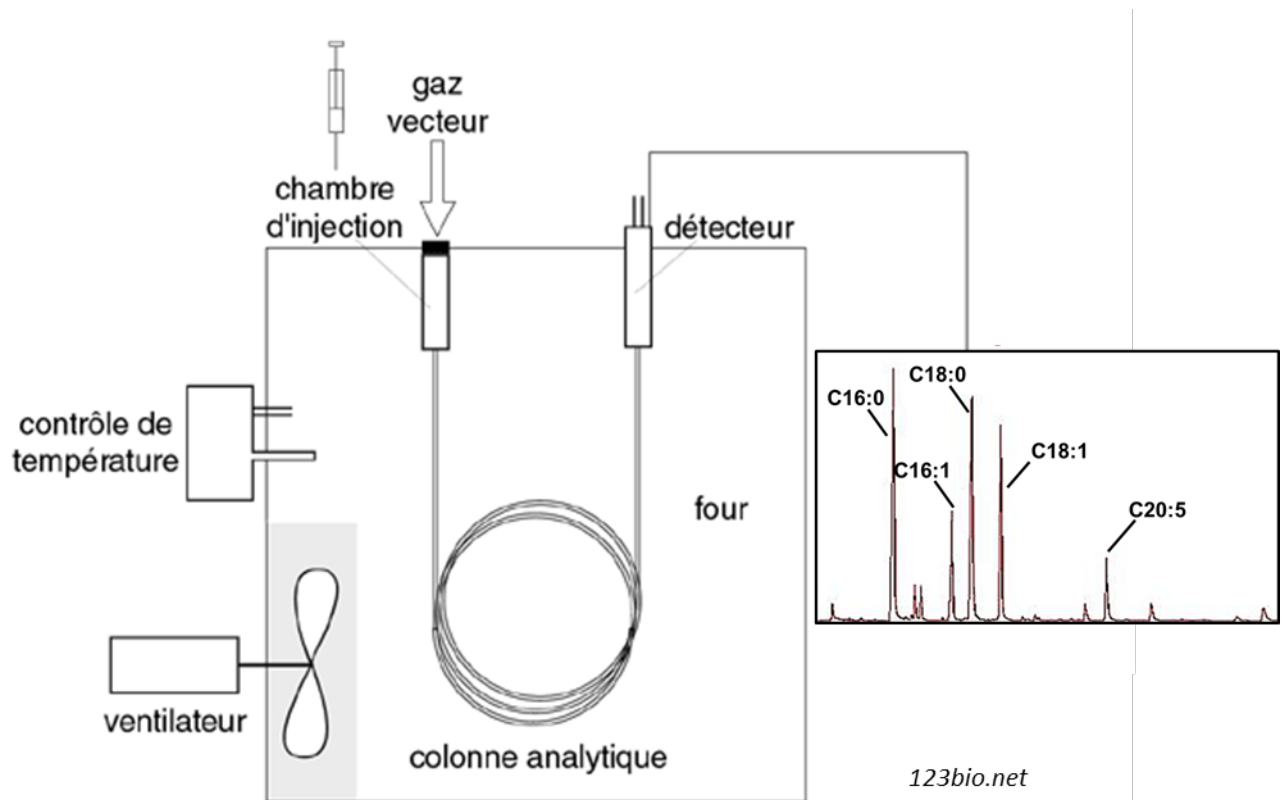 gaz
vecteur
chambre
d'injection
détecteur
contrôle de
température
four
ventilateur
colonne analytique
C16:0
C18:0
C16:1
C18:1
C20:5
123bio.net